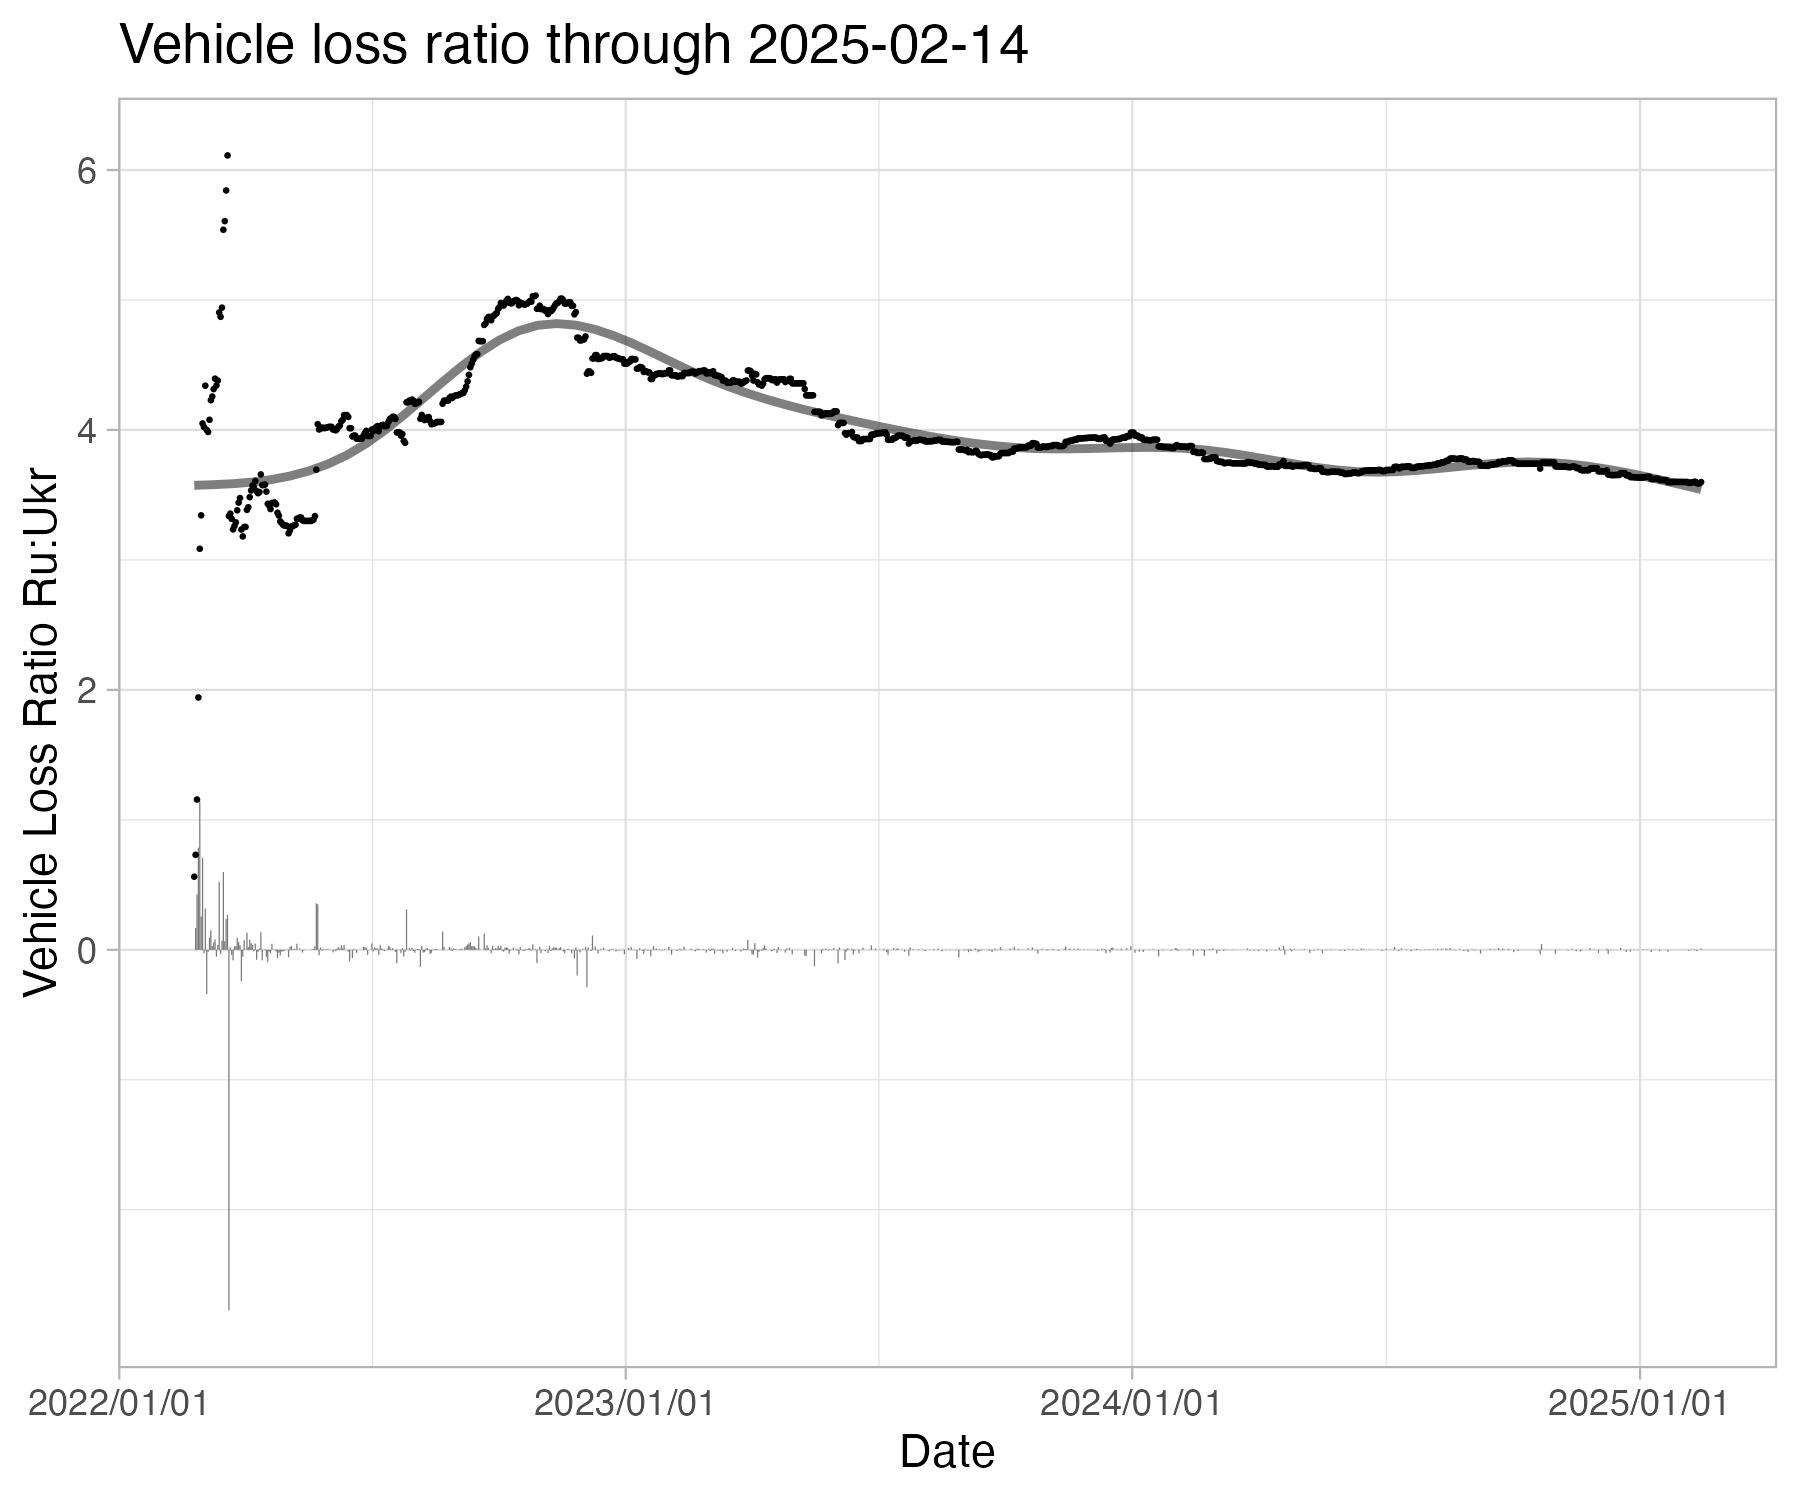 Vehicle loss ratio through 2025-02-14
Vehicle Loss Ratio Ru:Ukr
6
4
2
0
2022/01/01
2023/01/01
2024/01/01
2025/01/01
Date